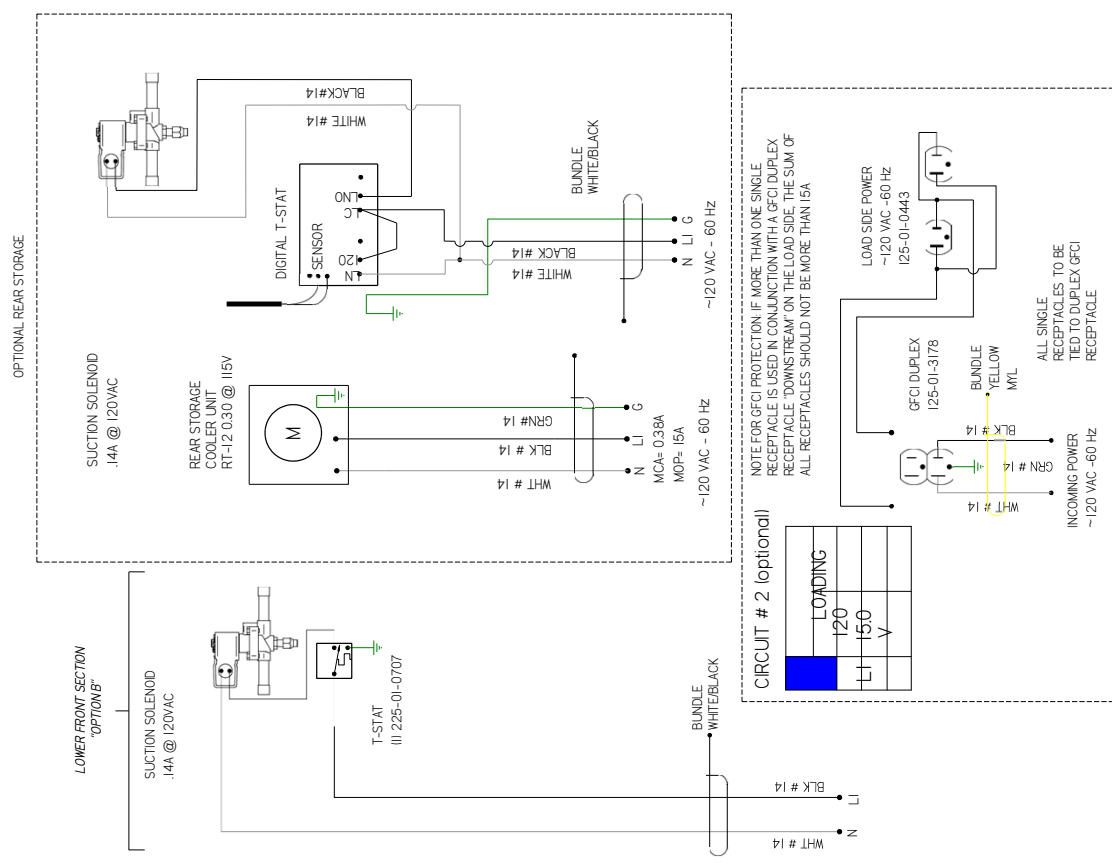 OPTIONAL REAR STORAGE
SUCTION SOLENOID
.14A @ 120VAC
BLACK#14
WHITE #14
DIGITAL T-STAT
SENSOR
LNO
LC
120
LN
BUNDLE
WHITE/BLACK
BLACK #14
WHITE #14
G
L1
N
~120 VAC - 60 Hz
REAR STORAGE
COOLER UNIT
RT-12 0.30 @ 115V
M
GRN# 14
BLK # 14
WHT # 14
G
L1
N
MCA= 0.38A
MOP= 15A
~120 VAC - 60 Hz
LOWER FRONT SECTION
"OPTION B"
SUCTION SOLENOID
.14A @ 120VAC
T-STAT
(1) 225-01-0707
BUNDLE
WHITE/BLACK
BLK # 14
WHT # 14
L1
N
NOTE FOR GFCI PROTECTION: IF MORE THAN ONE SINGLE
RECEPTACLE IS USED IN CONJUNCTION WITH A GFCI DUPLEX
RECEPTACLE "DOWNSTREAM" ON THE LOAD SIDE, THE SUM OF
ALL RECEPTACLES SHOULD NOT BE MORE THAN 15A
LOAD SIDE POWER
~120 VAC -60 Hz
125-01-0443
CIRCUIT # 2 (optional)
LOADING
120
L1 15.0
V
GFCI DUPLEX
125-01-3178
BUNDLE
YELLOW
MYL
ALL SINGLE
RECEPTACLES TO BE
TIED TO DUPLEX GFCI
RECEPTACLE
BLK # 14
GRN # 14
WHT # 14
INCOMING POWER
~120 VAC -60 Hz